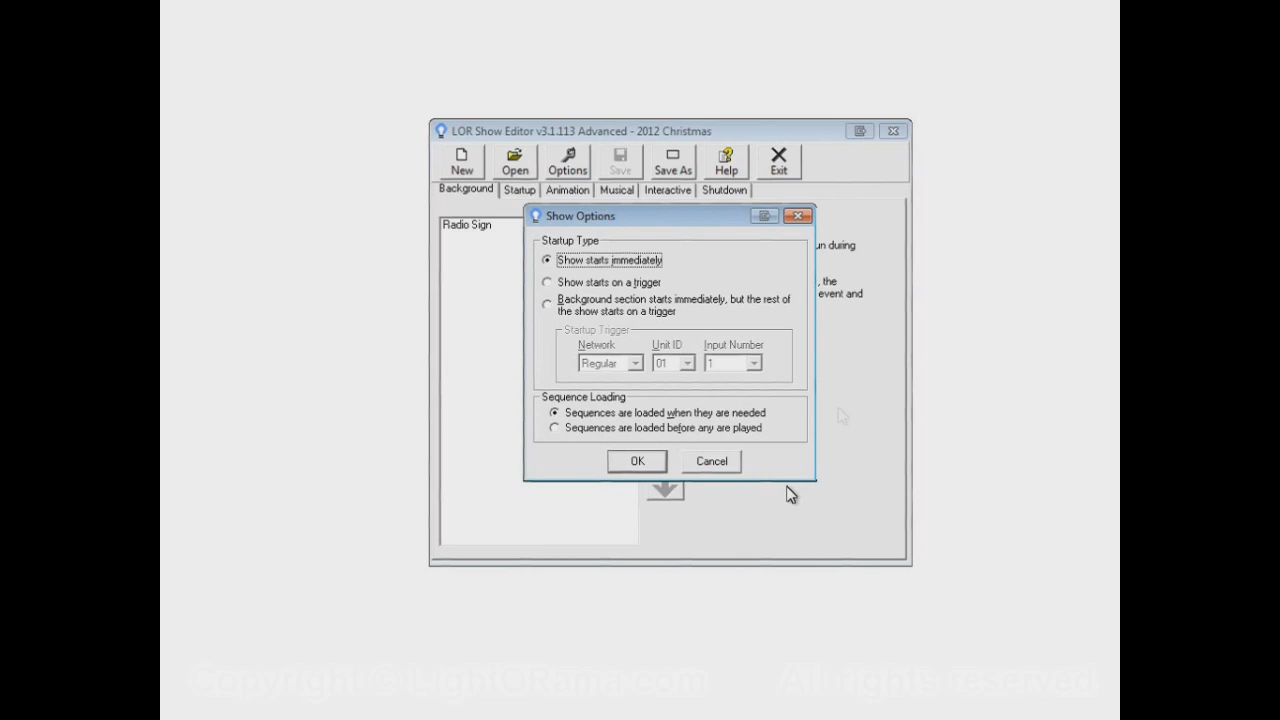 LOR Show Editor v3.1.113 Advanced - 2012 Christmas
New Open Options Save Save As Help Exit
Background Startup Animation Musical Interactive Shutdown
Radio Sign
un during
, the
event and
Show Options
Startup Type
Show starts immediately
Show starts on a trigger
Background section starts immediately, but the rest of
the show starts on a trigger
Startup Trigger
Network Unit ID Input Number
Regular 01 1
Sequence Loading
Sequences are loaded when they are needed
Sequences are loaded before any are played
OK Cancel
Copyright © LightORama.com All rights reserved